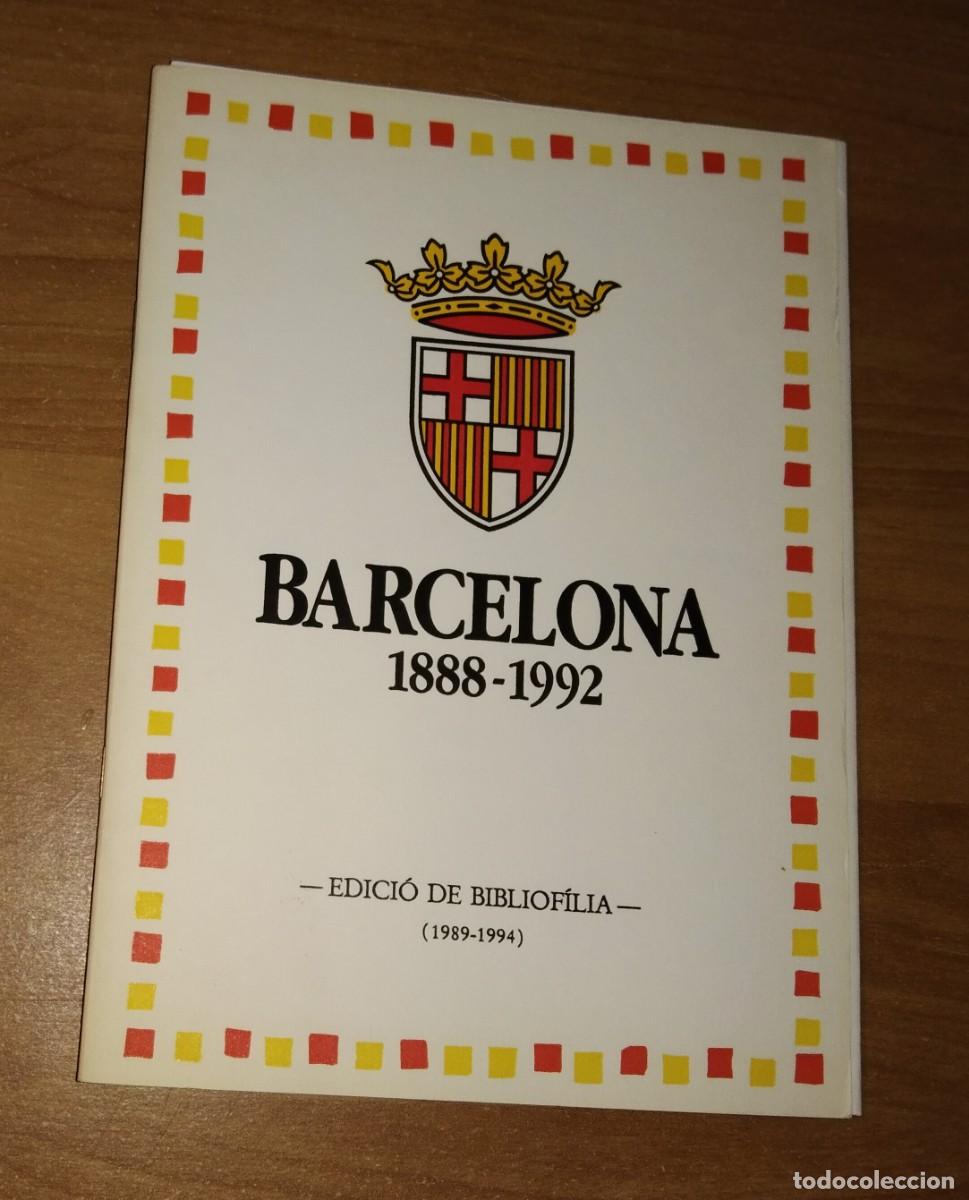 BARCELONA
1888-1992
— EDICIÓ DE BIBLIOFÍLIA —
(1989-1994)
todocoleccion